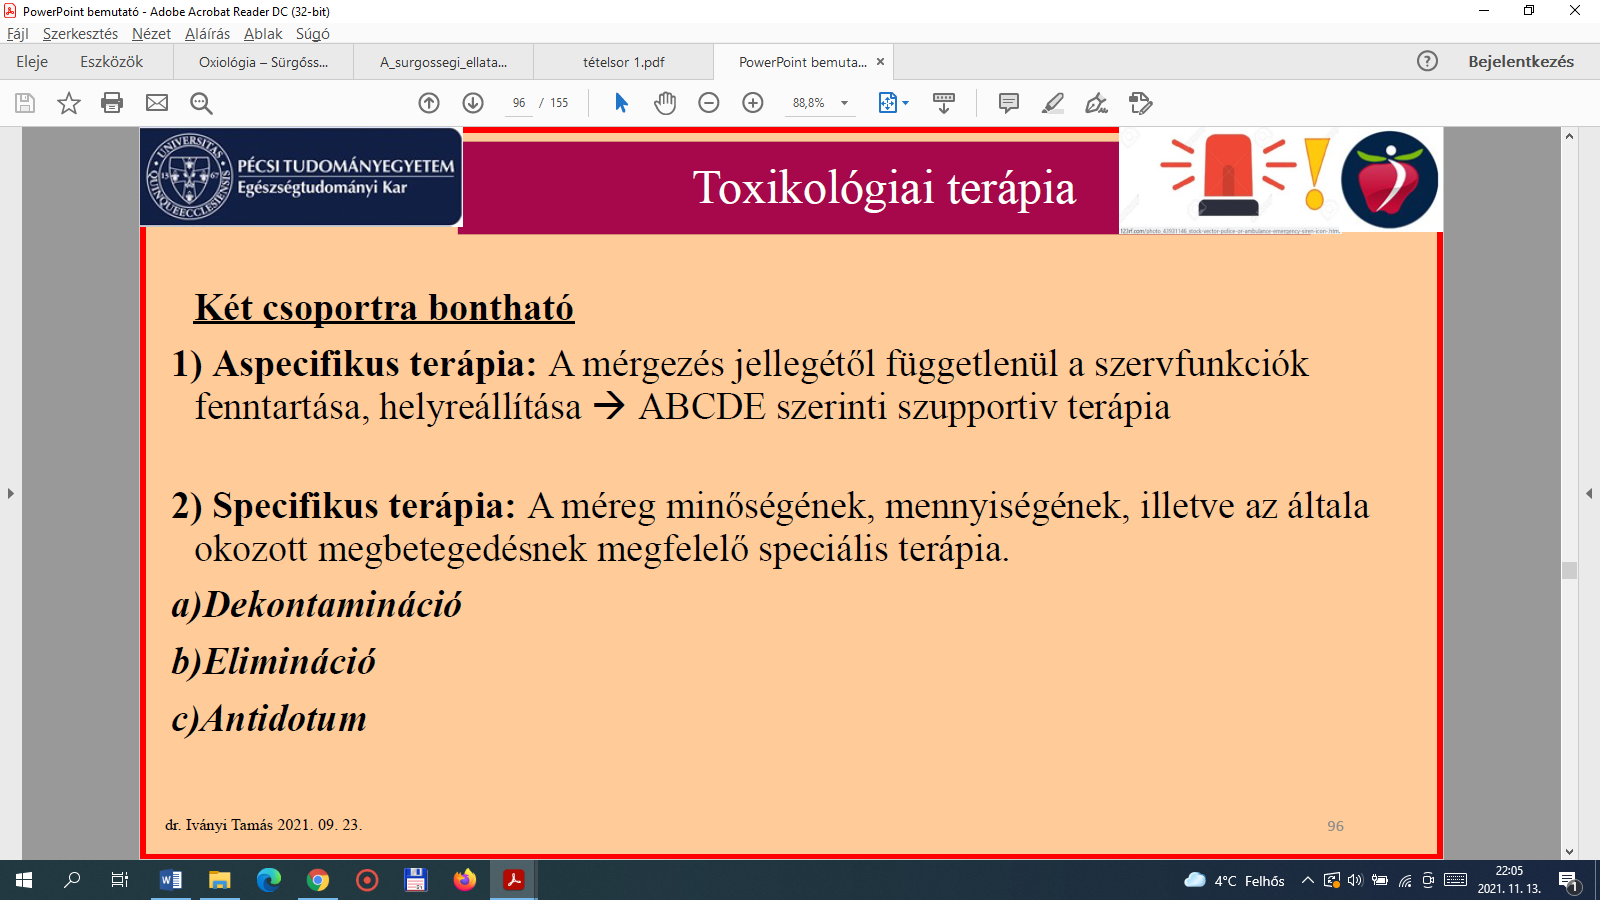 PowerPoint bemutató - Adobe Acrobat Reader DC (32-bit)
Fájl Szerkesztés Nézet Aláírás Ablak Súgó
Eleje Eszközök Oxiológia – Sürgőss... A_surgossegi_ellata... tételsor 1.pdf PowerPoint bemuta... Bejelentkezés
96 / 155 88,8%
UNIVERSITAS QUINQUEECCLESIENSIS 1367
PÉCSI TUDOMÁNYEGYETEM
Egészségtudományi Kar
Toxikológiai terápia
Két csoportra bontható
1) Aspecifikus terápia: A mérgezés jellegétől függetlenül a szervfunkciók
fenntartása, helyreállítása → ABCDE szerinti szupportiv terápia
2) Specifikus terápia: A méreg minőségének, mennyiségének, illetve az általa
okozott megbetegedésnek megfelelő speciális terápia.
a)Dekontamináció
b)Elimináció
c)Antidotum
dr. Iványi Tamás 2021. 09. 23.
96
4°C Felhős
22:05
2021. 11. 13.
1